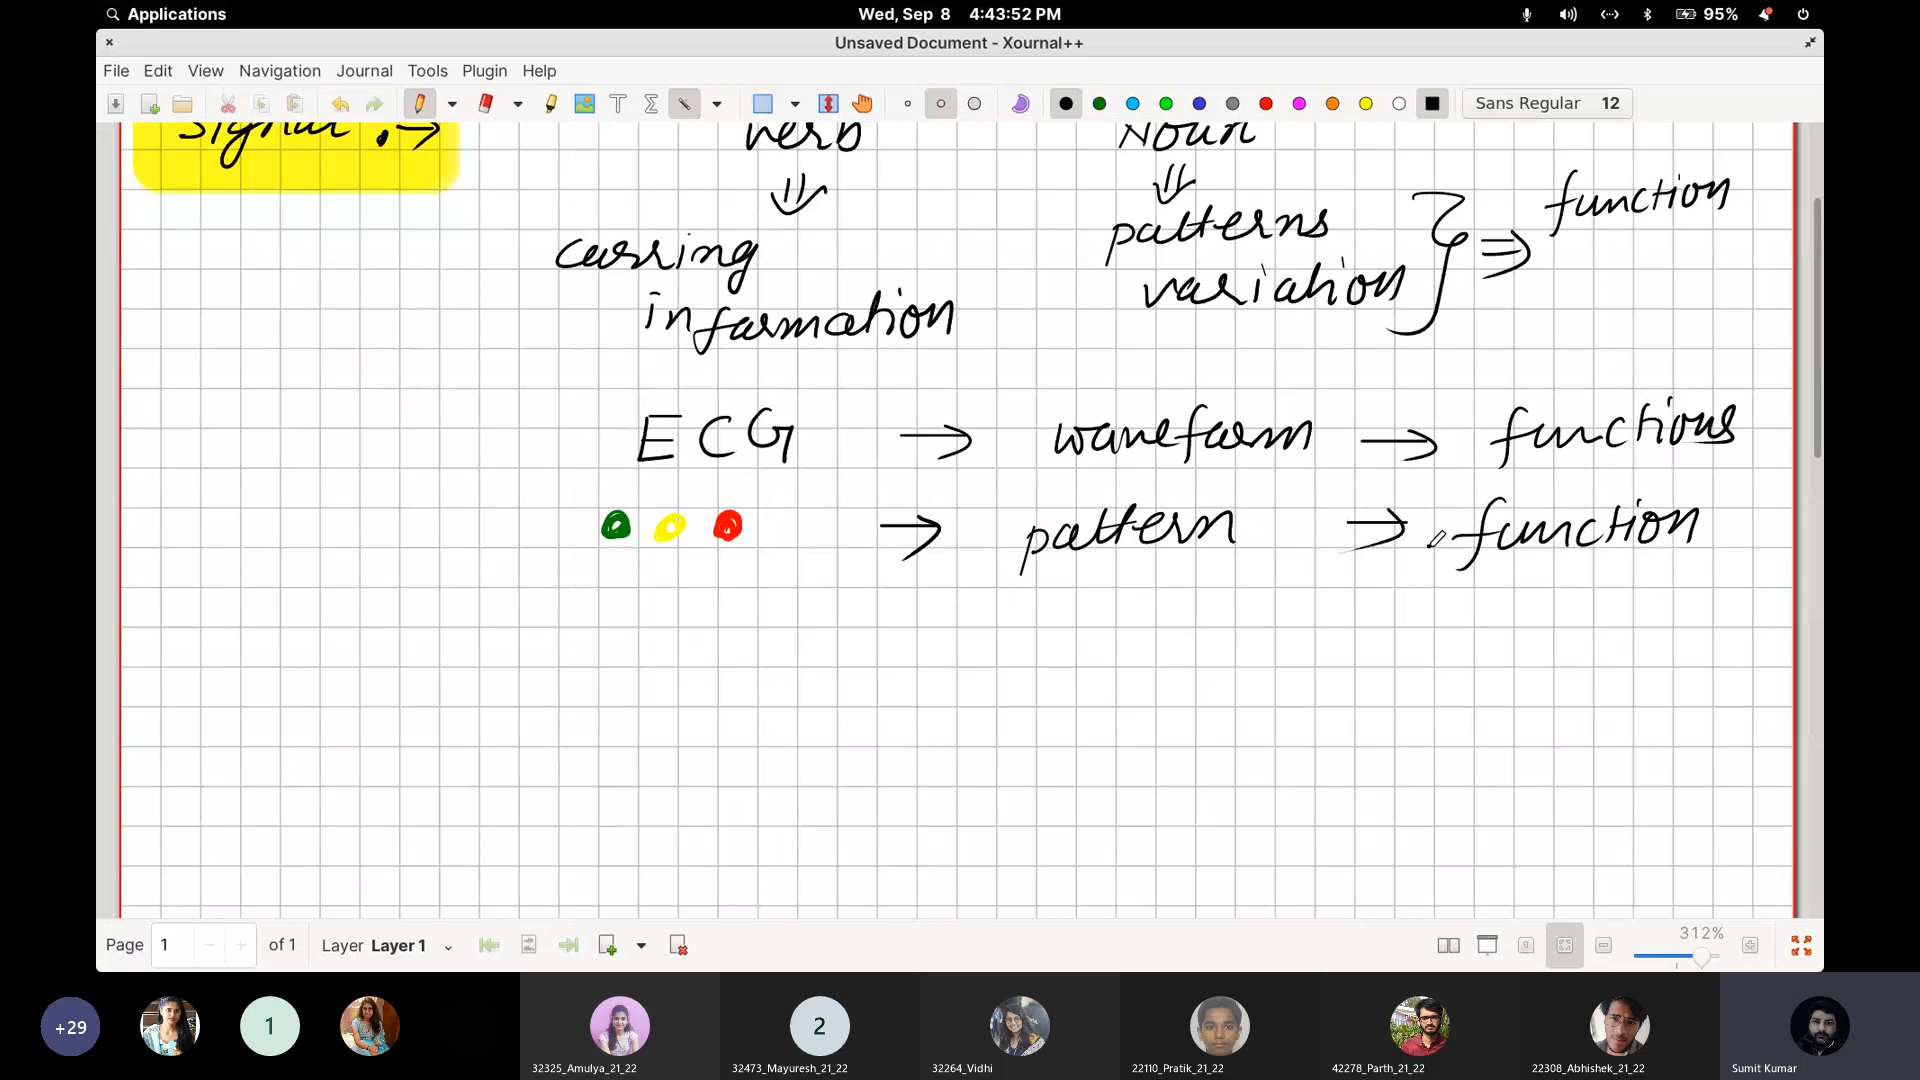 Applications
Wed, Sep 8 4:43:52 PM
95%
Unsaved Document - Xournal++
File Edit View Navigation Journal Tools Plugin Help
Sans Regular 12
Signal :→ verb Noun
⇓ ⇓
carring patterns } ⇒ function
information variation
ECG → waveform → functions
→ pattern → function
Page 1 of 1 Layer Layer 1
312%
+29
1
2
32325_Amulya_21_22
32473_Mayuresh_21_22
32264_Vidhi
22110_Pratik_21_22
42278_Parth_21_22
22308_Abhishek_21_22
Sumit Kumar